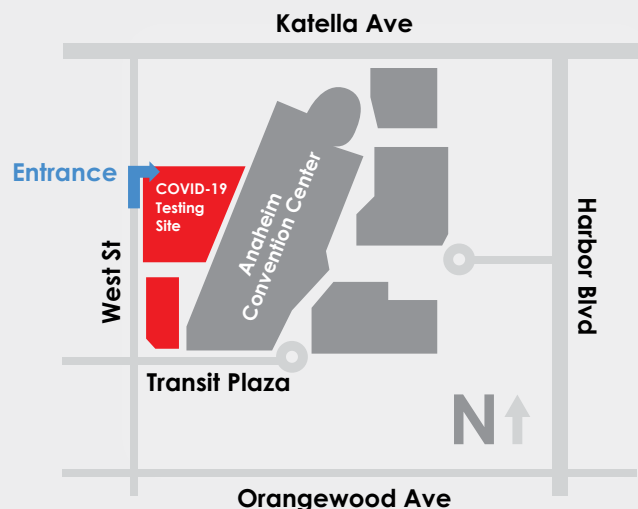 Katella Ave
Entrance
COVID-19
Testing
Site
Anaheim
Convention Center
West St
Harbor Blvd
Transit Plaza
N
Orangewood Ave